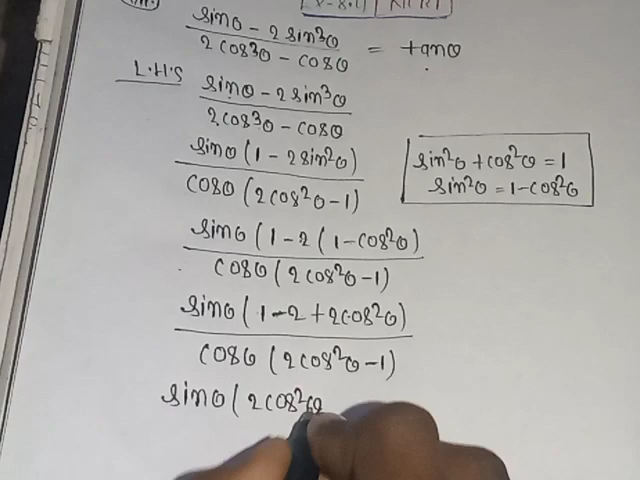 sinθ - 2sin³θ / 2cos³θ - cosθ = tanθ
L.H.S sinθ - 2sin³θ / 2cos³θ - cosθ
sinθ (1 - 2sin²θ) / cosθ (2cos²θ - 1)
sin²θ + cos²θ = 1
sin²θ = 1 - cos²θ
sinθ (1 - 2 (1 - cos²θ) / cosθ (2cos²θ - 1)
sinθ (1 - 2 + 2cos²θ) / cosθ (2cos²θ - 1)
sinθ (2cos²θ